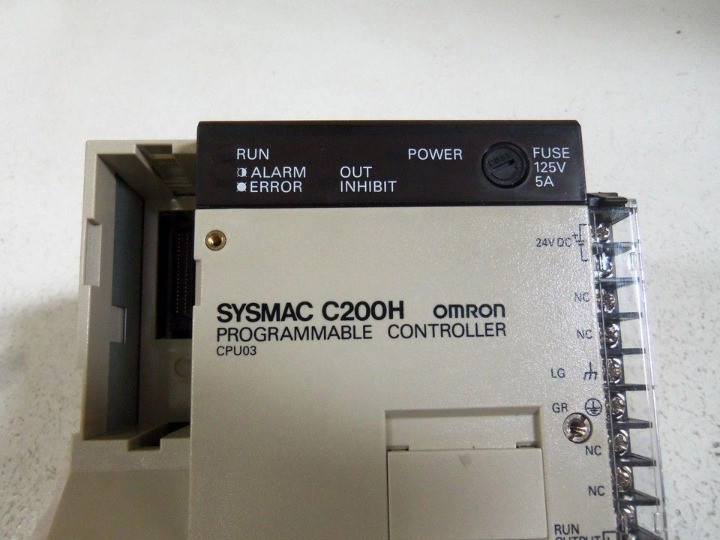 RUN
ALARM
ERROR
OUT
INHIBIT
POWER
FUSE
125V
5A
24V DC
+
NC
SYSMAC C200H OMRON
PROGRAMMABLE CONTROLLER
NC
CPU03
LG
GR
NC
NC
RUN
OUTPUT